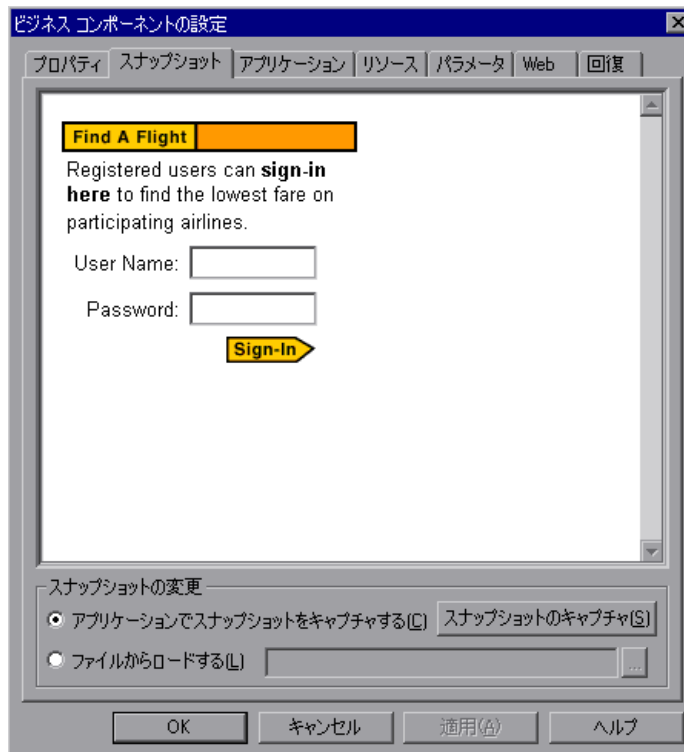 ビジネス コンポーネントの設定
プロパティ スナップショット アプリケーション リソース パラメータ Web 回復
Find A Flight
Registered users can sign-in
here to find the lowest fare on
participating airlines.
User Name:
Password:
Sign-In
スナップショットの変更
アプリケーションでスナップショットをキャプチャする(C) スナップショットのキャプチャ(S)
ファイルからロードする(L) ...
OK キャンセル 適用(A) ヘルプ